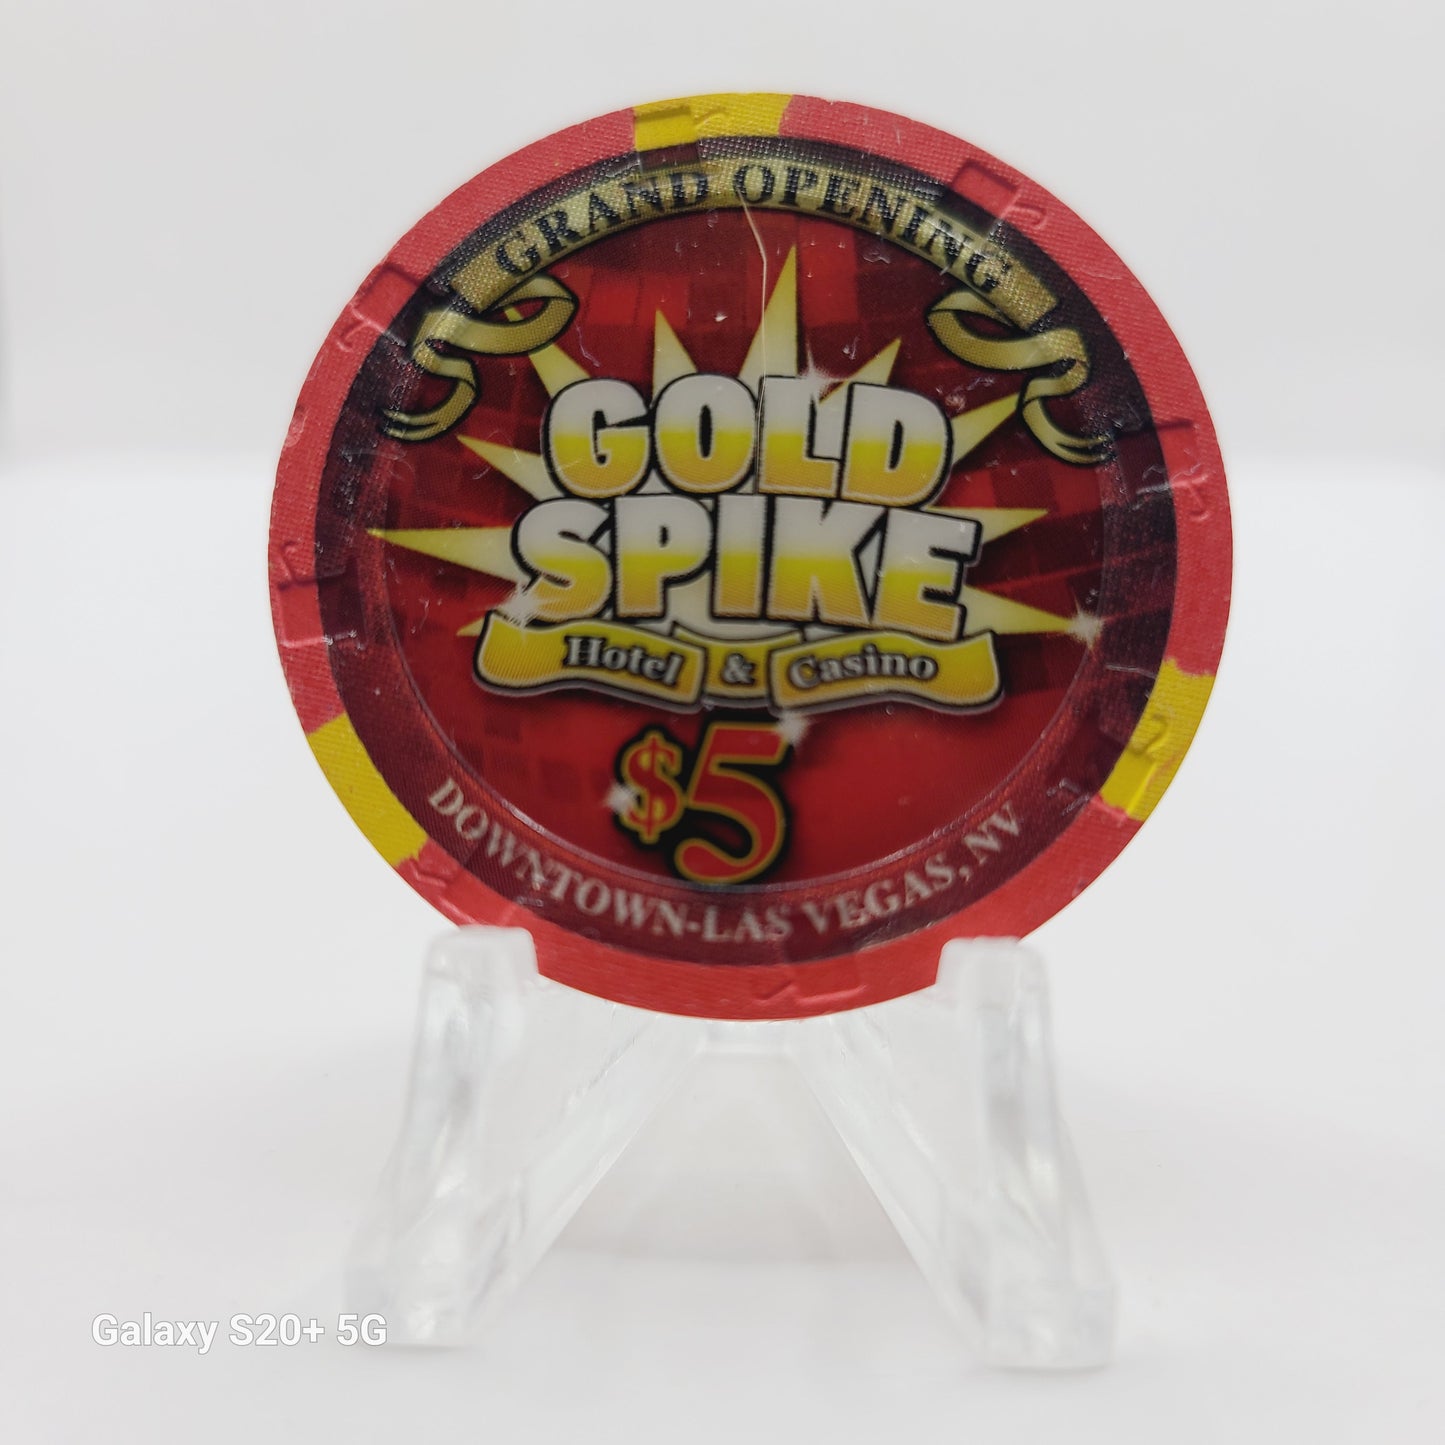 GRAND OPENING
GOLD
SPIKE
Hotel & Casino
$5
DOWNTOWN-LAS VEGAS, NV
Galaxy S20+ 5G